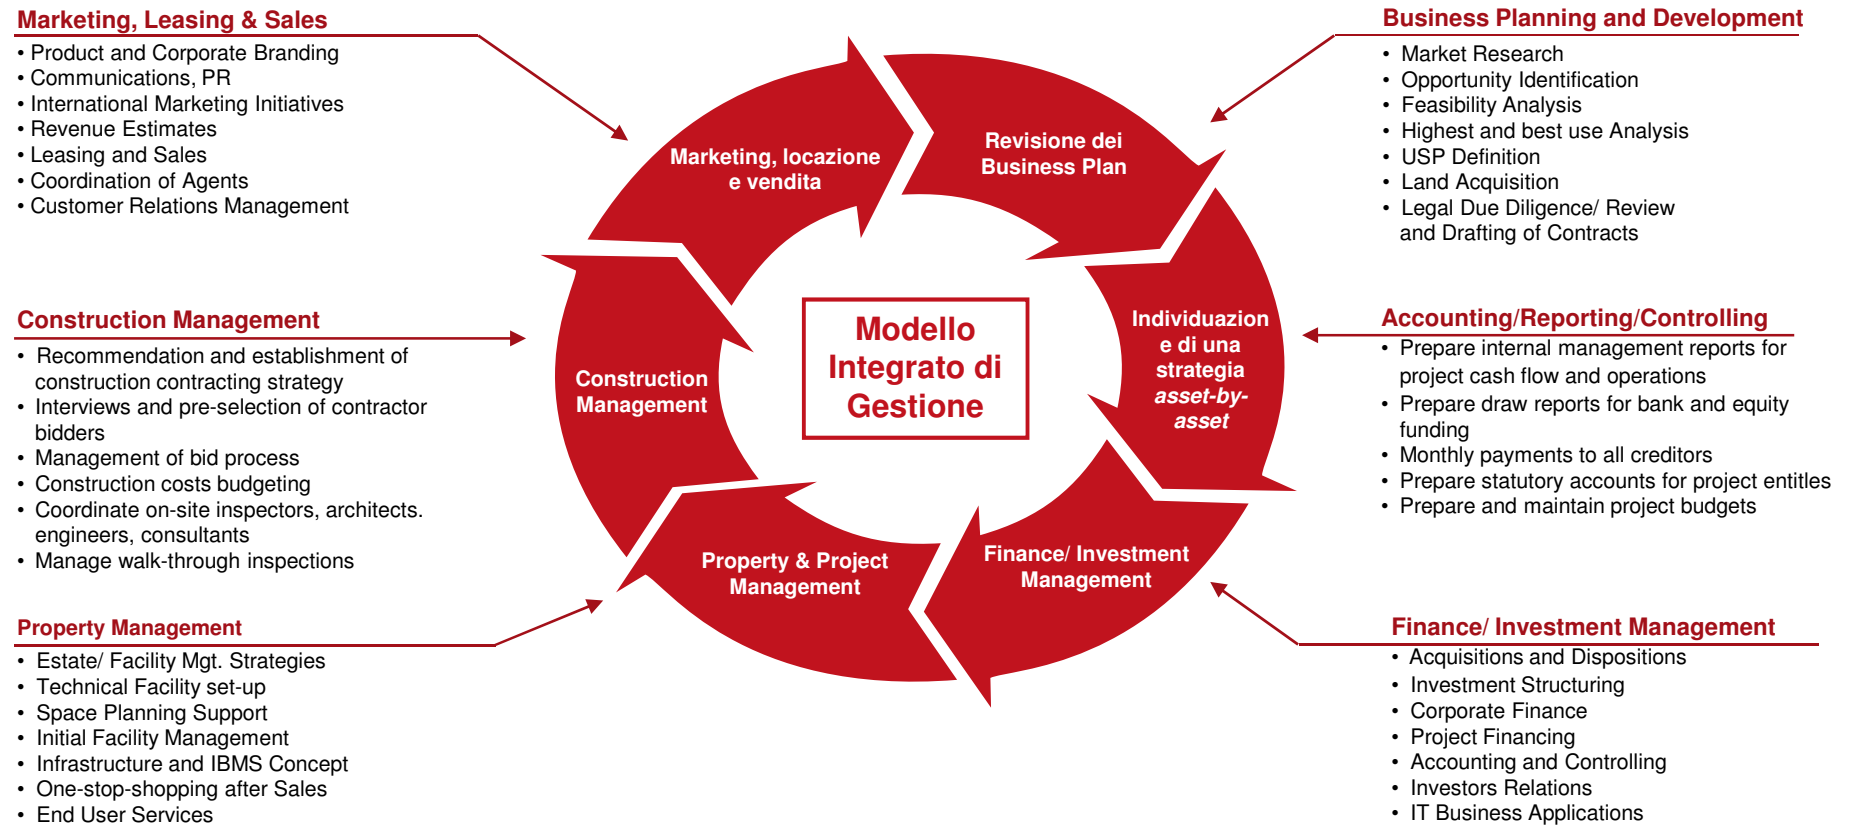 Marketing, Leasing & Sales
• Product and Corporate Branding
• Communications, PR
• International Marketing Initiatives
• Revenue Estimates
• Leasing and Sales
• Coordination of Agents
• Customer Relations Management
Construction Management
• Recommendation and establishment of
construction contracting strategy
• Interviews and pre-selection of contractor
bidders
• Management of bid process
• Construction costs budgeting
• Coordinate on-site inspectors, architects.
engineers, consultants
• Manage walk-through inspections
Property Management
• Estate/ Facility Mgt. Strategies
• Technical Facility set-up
• Space Planning Support
• Initial Facility Management
• Infrastructure and IBMS Concept
• One-stop-shopping after Sales
• End User Services
Marketing, locazione
e vendita
Revisione dei
Business Plan
Construction
Management
Modello
Integrato di
Gestione
Individuazion
e di una
strategia
asset-by-
asset
Property & Project
Management
Finance/ Investment
Management
Business Planning and Development
• Market Research
• Opportunity Identification
• Feasibility Analysis
• Highest and best use Analysis
• USP Definition
• Land Acquisition
• Legal Due Diligence/ Review
and Drafting of Contracts
Accounting/Reporting/Controlling
• Prepare internal management reports for
project cash flow and operations
• Prepare draw reports for bank and equity
funding
• Monthly payments to all creditors
• Prepare statutory accounts for project entitles
• Prepare and maintain project budgets
Finance/ Investment Management
• Acquisitions and Dispositions
• Investment Structuring
• Corporate Finance
• Project Financing
• Accounting and Controlling
• Investors Relations
• IT Business Applications